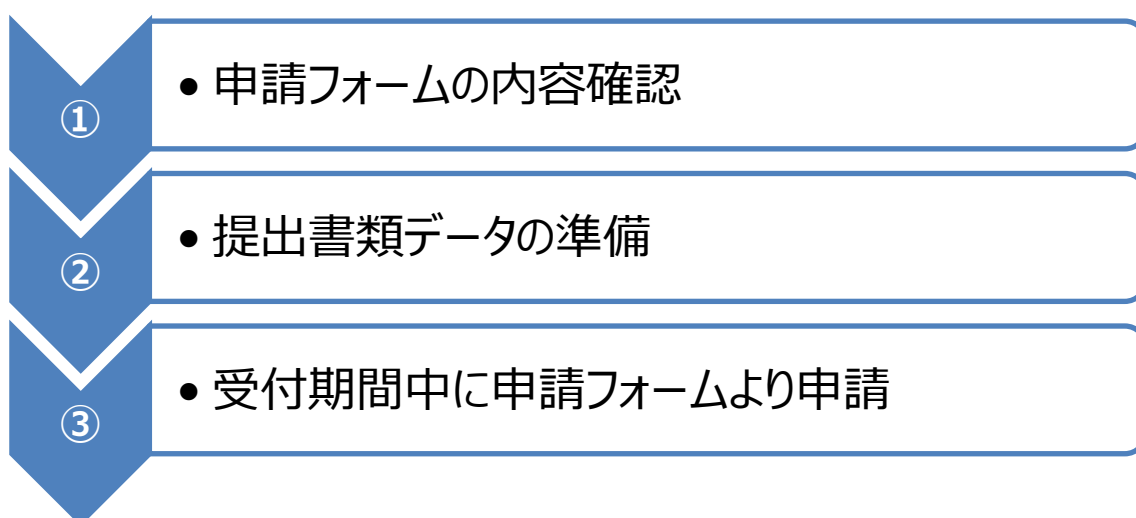 ①
• 申請フォームの内容確認
②
• 提出書類データの準備
③
• 受付期間中に申請フォームより申請